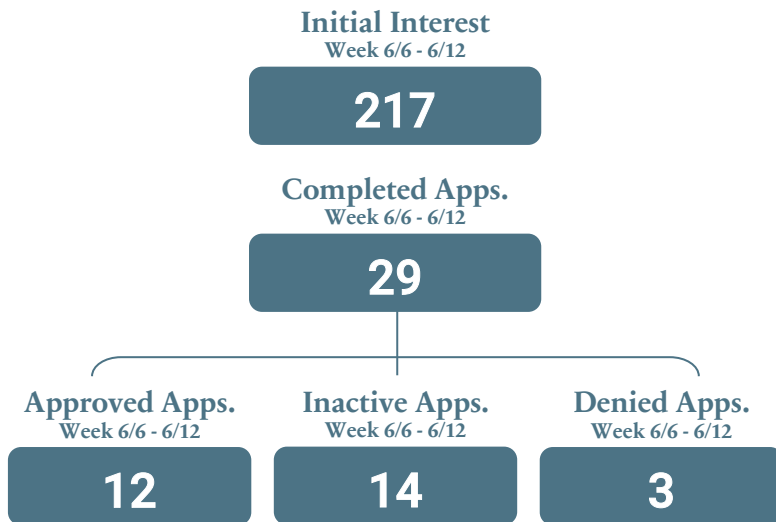 Initial Interest
Week 6/6 - 6/12
217
Completed Apps.
Week 6/6 - 6/12
29
Approved Apps.
Week 6/6 - 6/12
12
Inactive Apps.
Week 6/6 - 6/12
14
Denied Apps.
Week 6/6 - 6/12
3